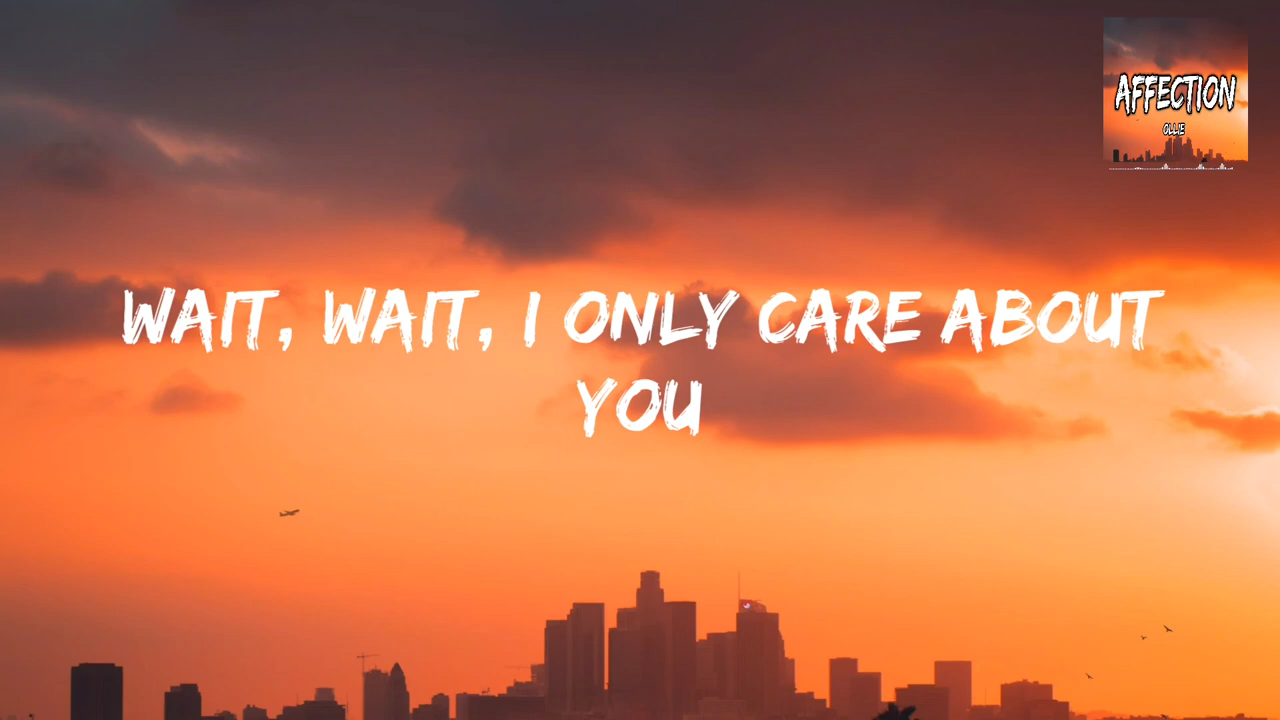 AFFECTION
OLLIE
WAIT, WAIT, I ONLY CARE ABOUT
YOU